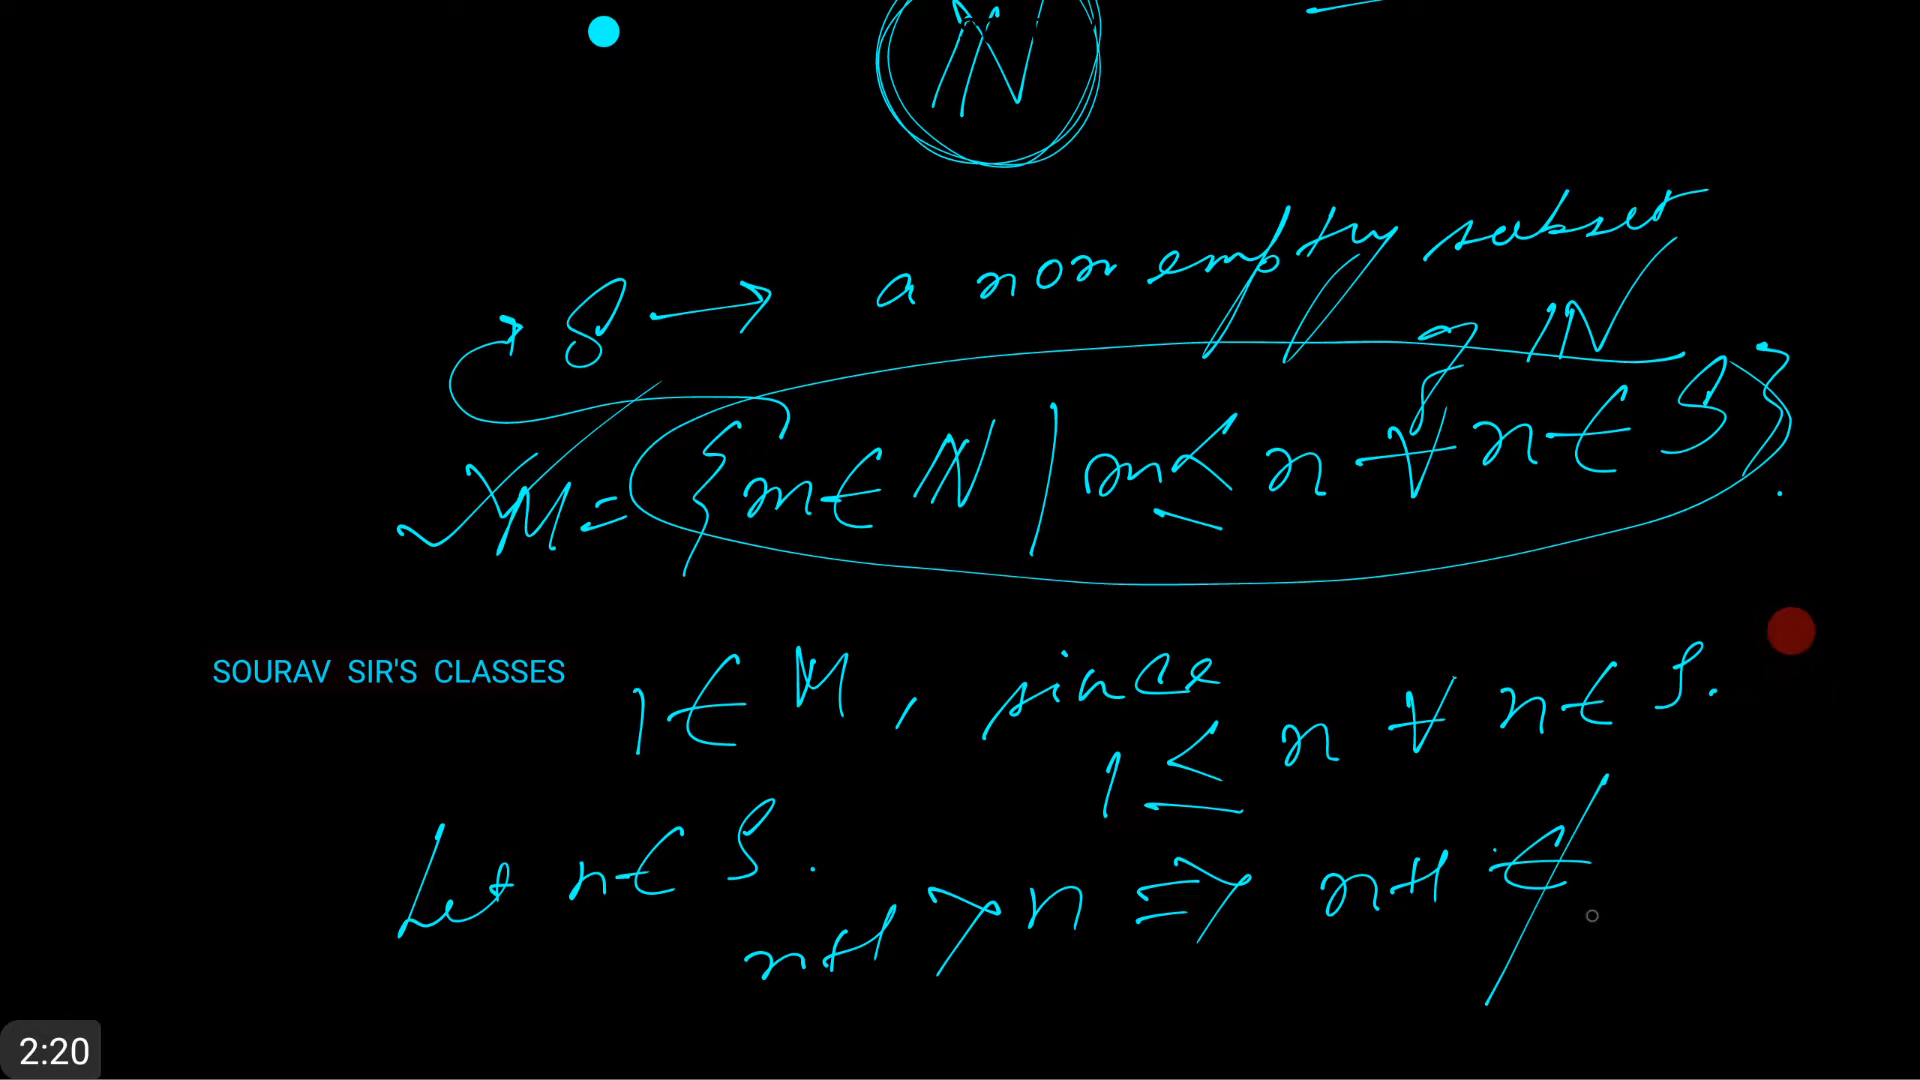 ℕ
S → a non empty subset
of ℕ
M = {m ∈ ℕ | m ≤ n ∀ n ∈ S}.
SOURAV SIR'S CLASSES
1 ∈ M, since
1 ≤ n ∀ n ∈ S.
Let n ∈ S.
n+1 > n ⇒ n+1 ∉
2:20